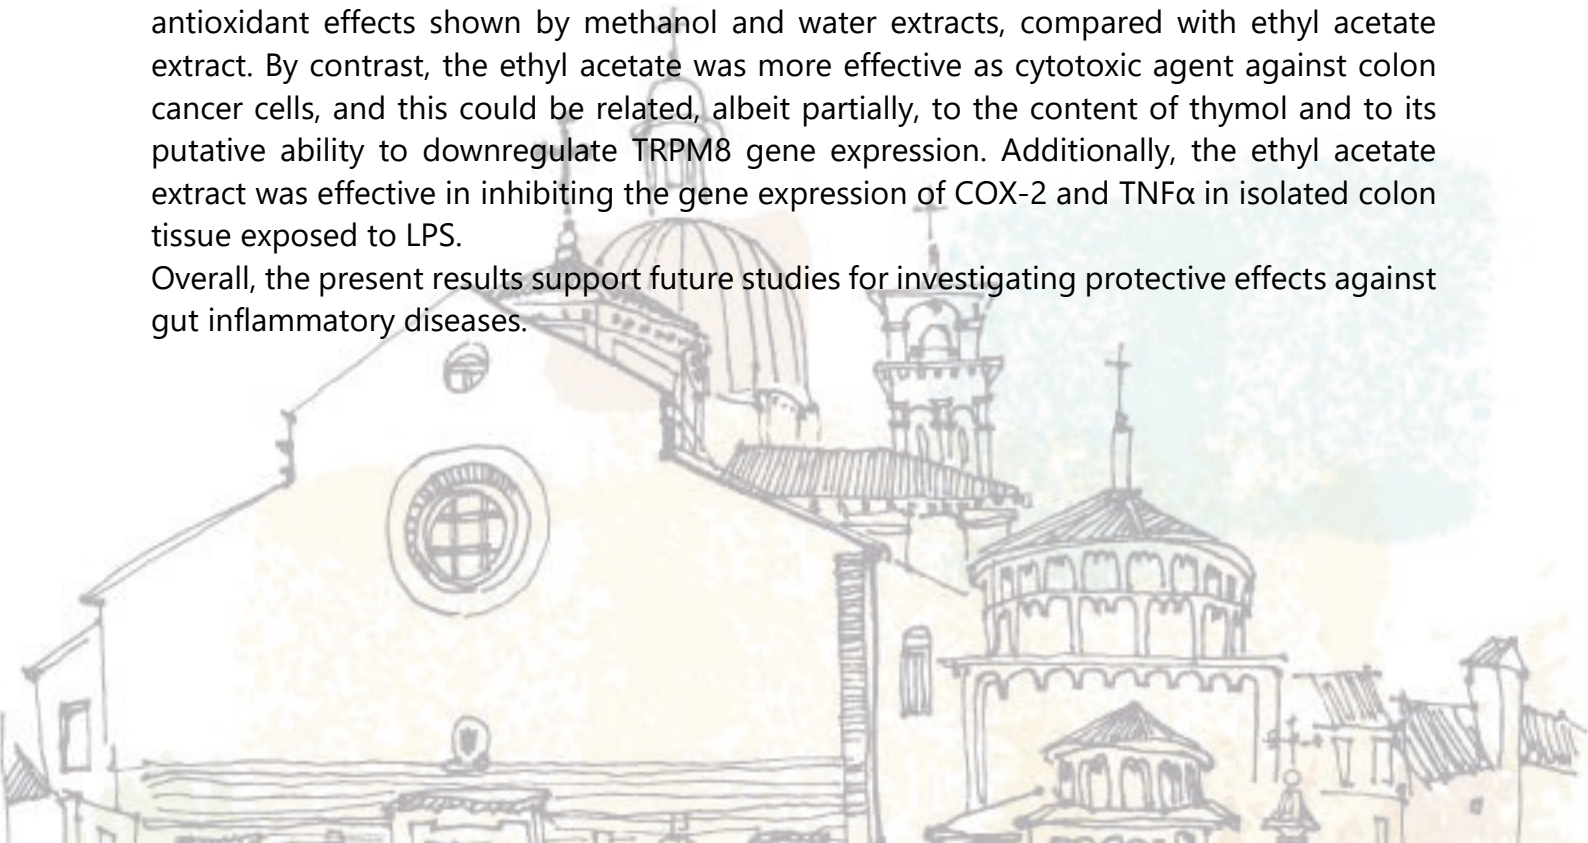 antioxidant effects shown by methanol and water extracts, compared with ethyl acetate
extract. By contrast, the ethyl acetate was more effective as cytotoxic agent against colon
cancer cells, and this could be related, albeit partially, to the content of thymol and to its
putative ability to downregulate TRPM8 gene expression. Additionally, the ethyl acetate
extract was effective in inhibiting the gene expression of COX-2 and TNFα in isolated colon
tissue exposed to LPS.
Overall, the present results support future studies for investigating protective effects against
gut inflammatory diseases.